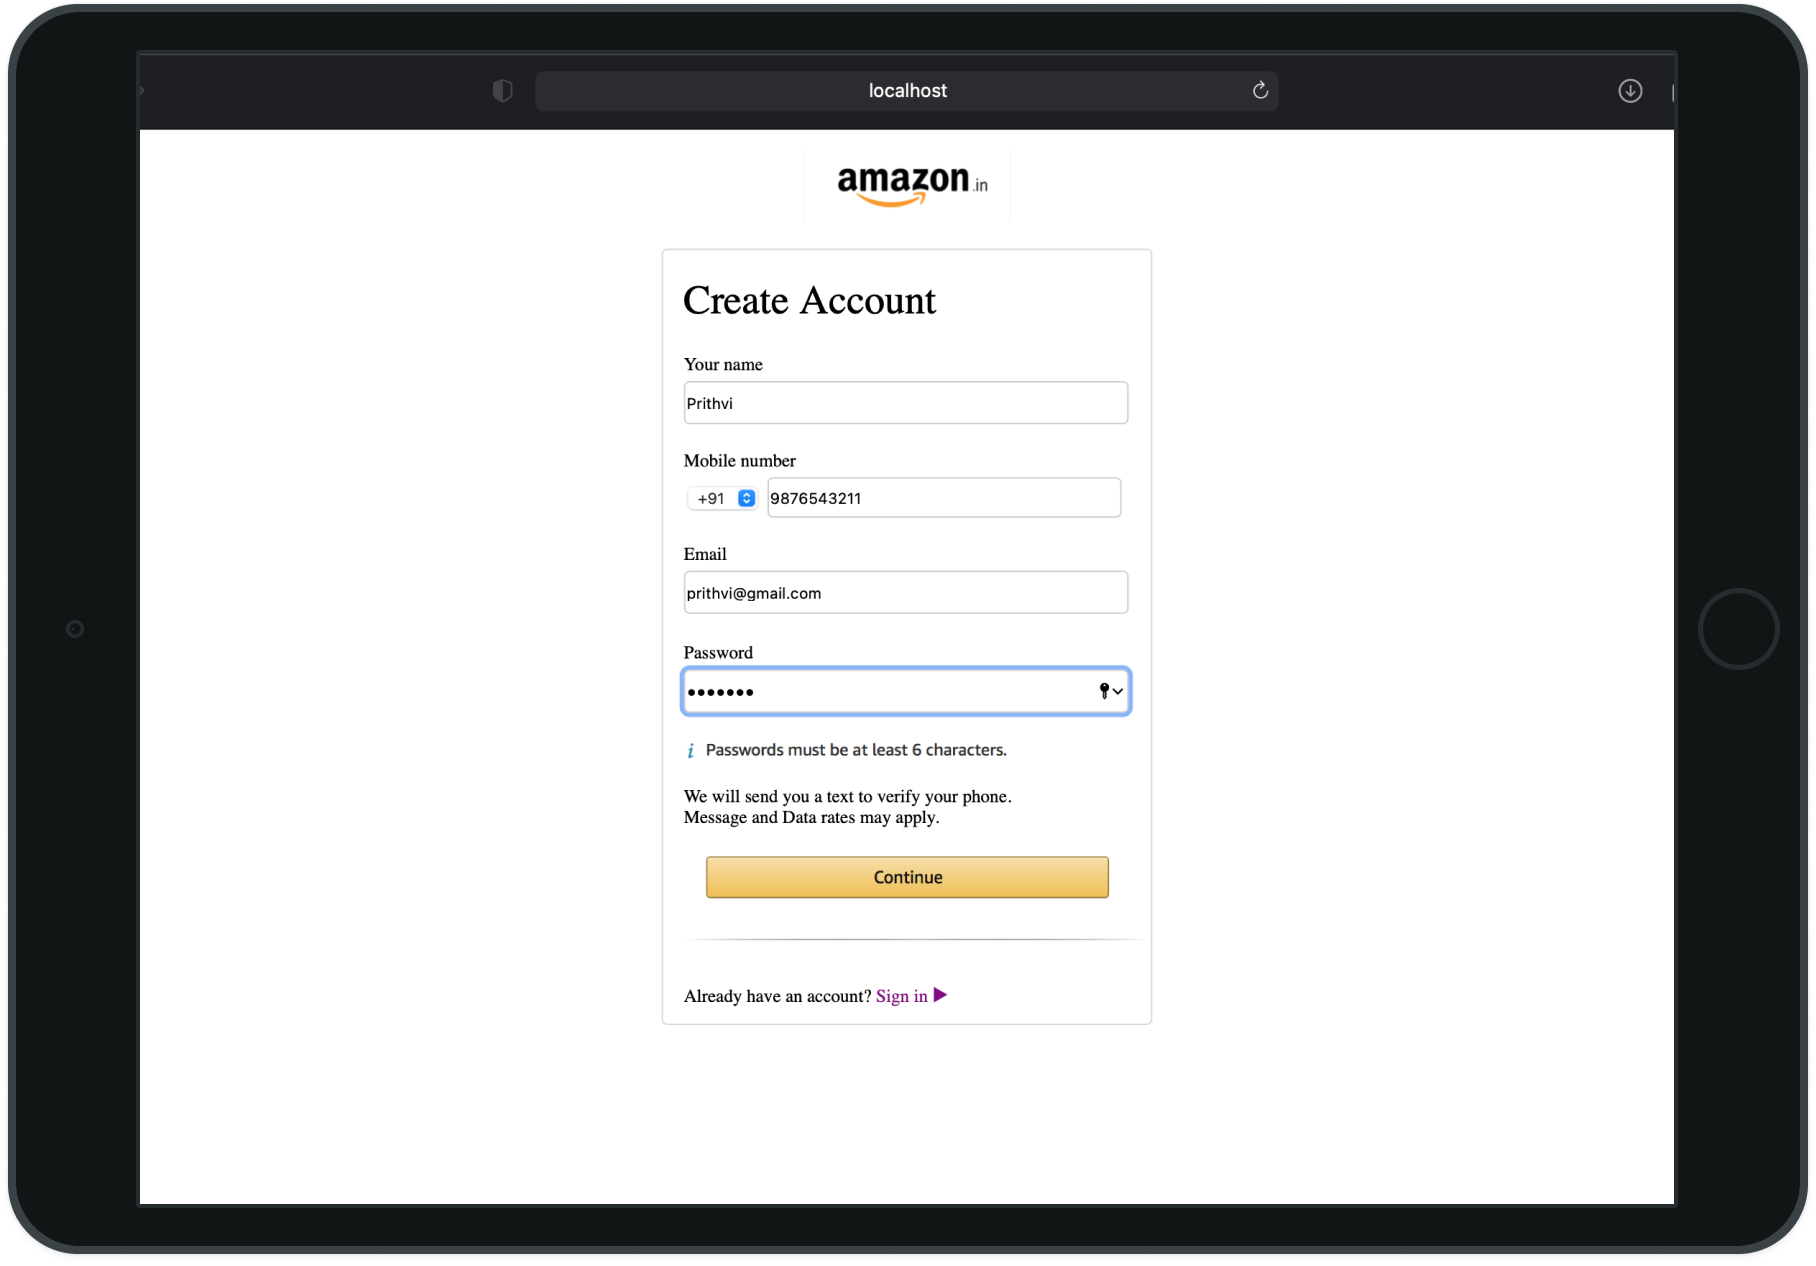 localhost
amazon.in
Create Account
Your name
Prithvi
Mobile number
+91 9876543211
Email
prithvi@gmail.com
Password
•••••••
i Passwords must be at least 6 characters.
We will send you a text to verify your phone.
Message and Data rates may apply.
Continue
Already have an account? Sign in ▶